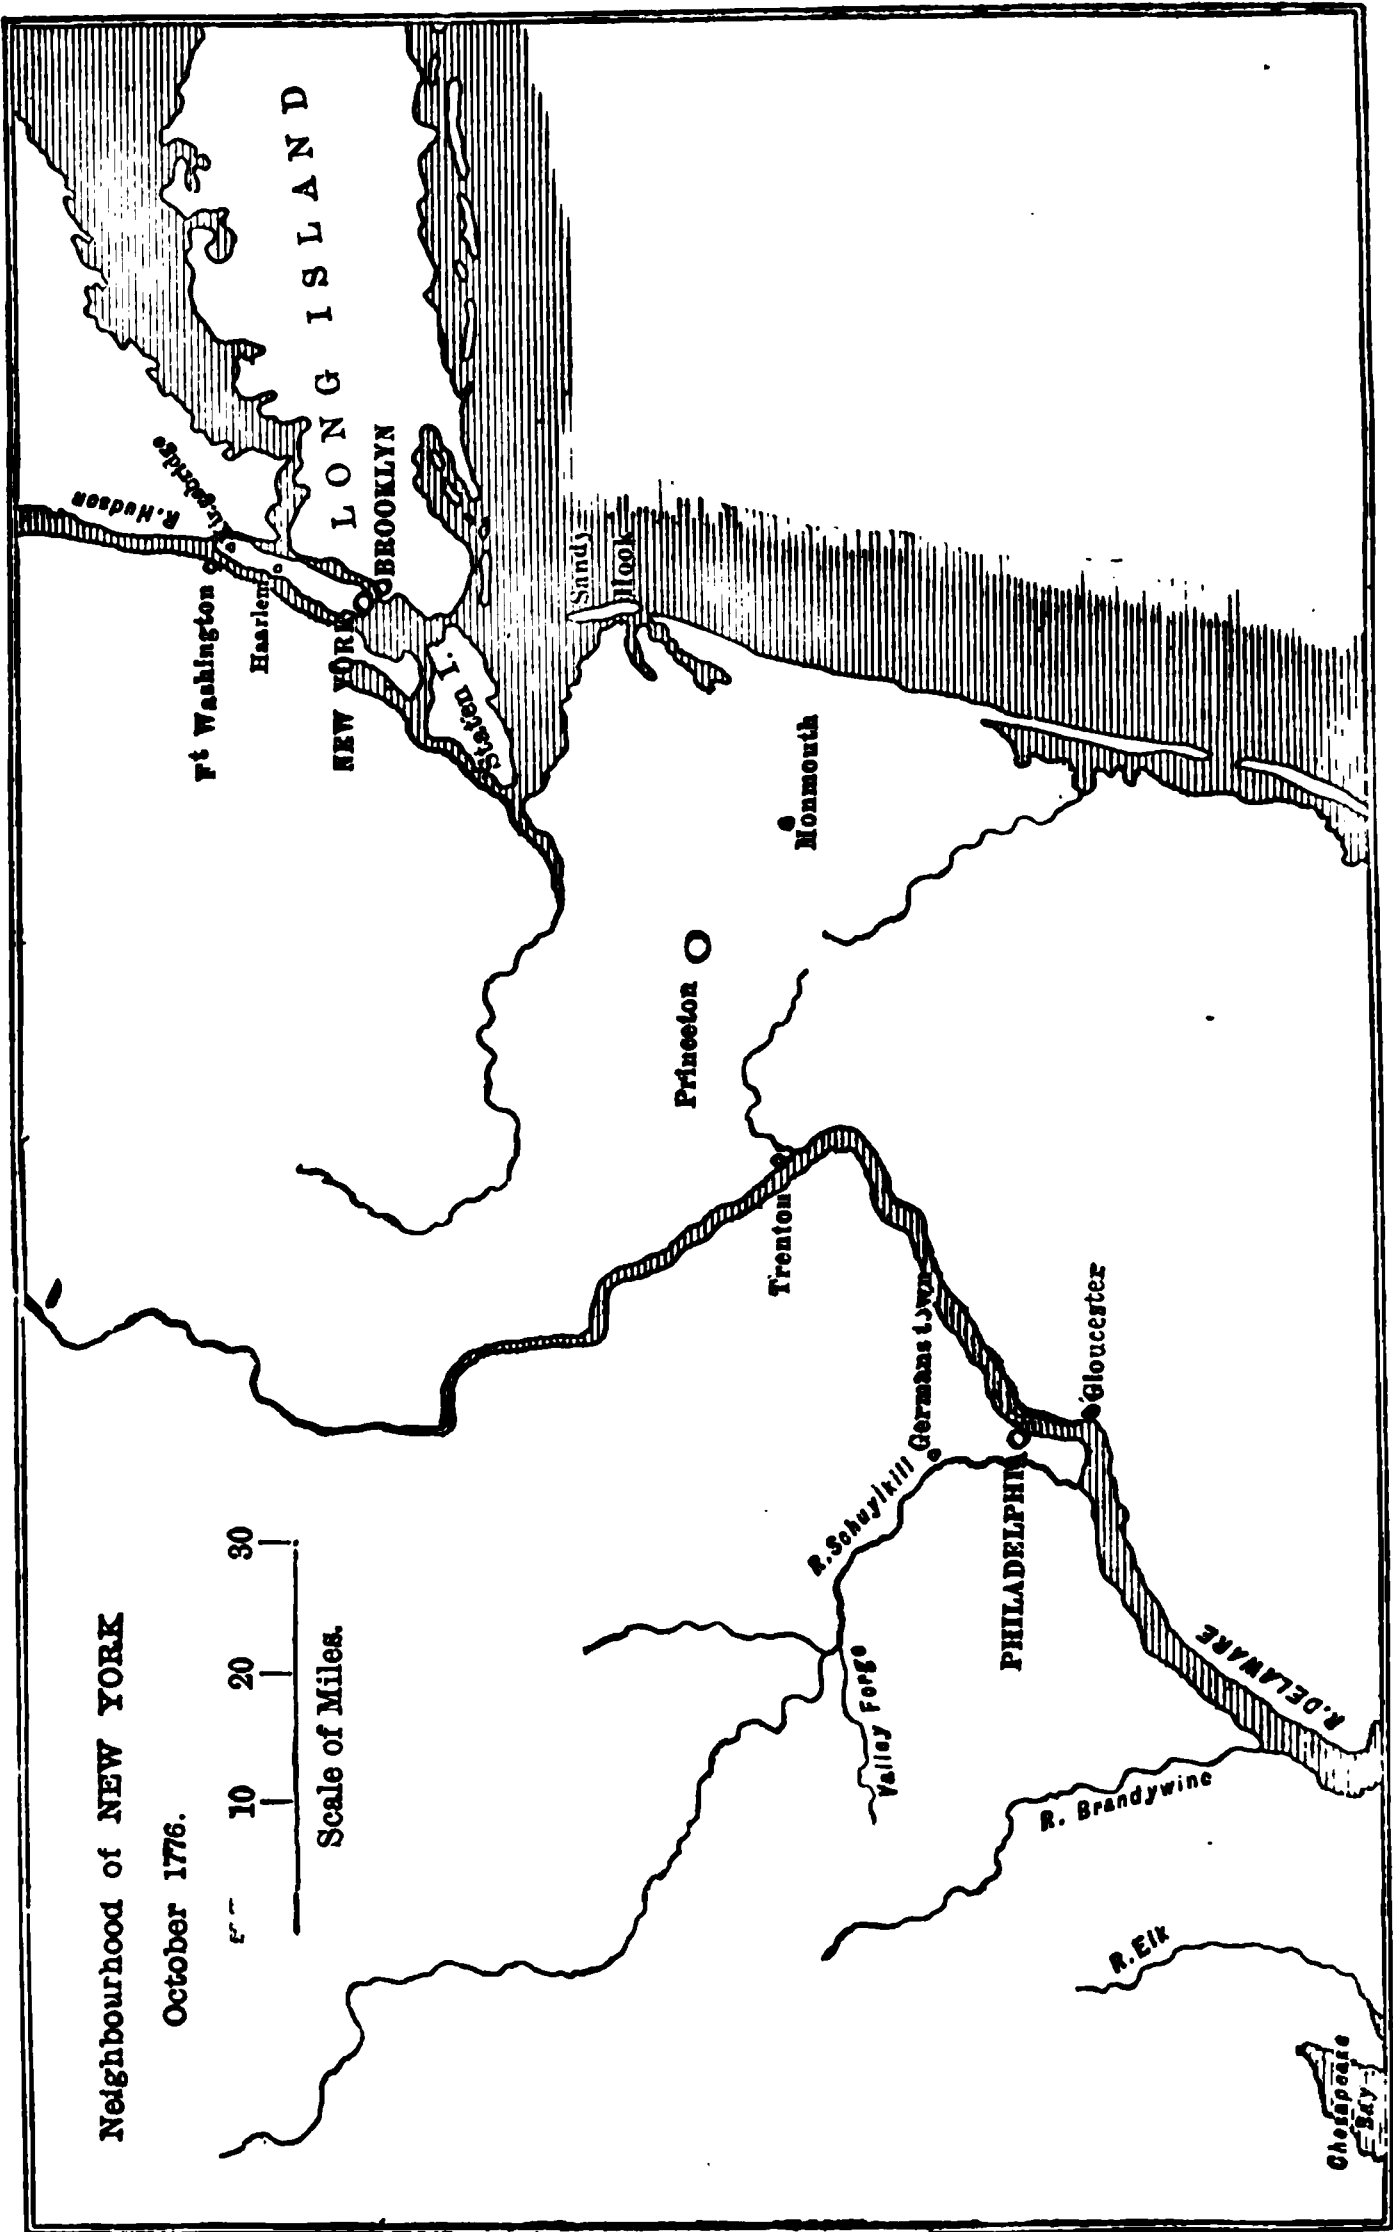 Neighbourhood of NEW YORK
October 1776.
10 20 30
Scale of Miles.
LONG ISLAND
R. Hudson
Ft Washington
Haarlem
NEW YORK
BROOKLYN
Staten I.
Sandy
Hook
Monmouth
Princeton
Trenton
Germanstown
Gloucester
R. Schuylkill
PHILADELPHIA
Valley Forge
R. DELAWARE
R. Brandywine
R. Elk
Chesapeake
Bay